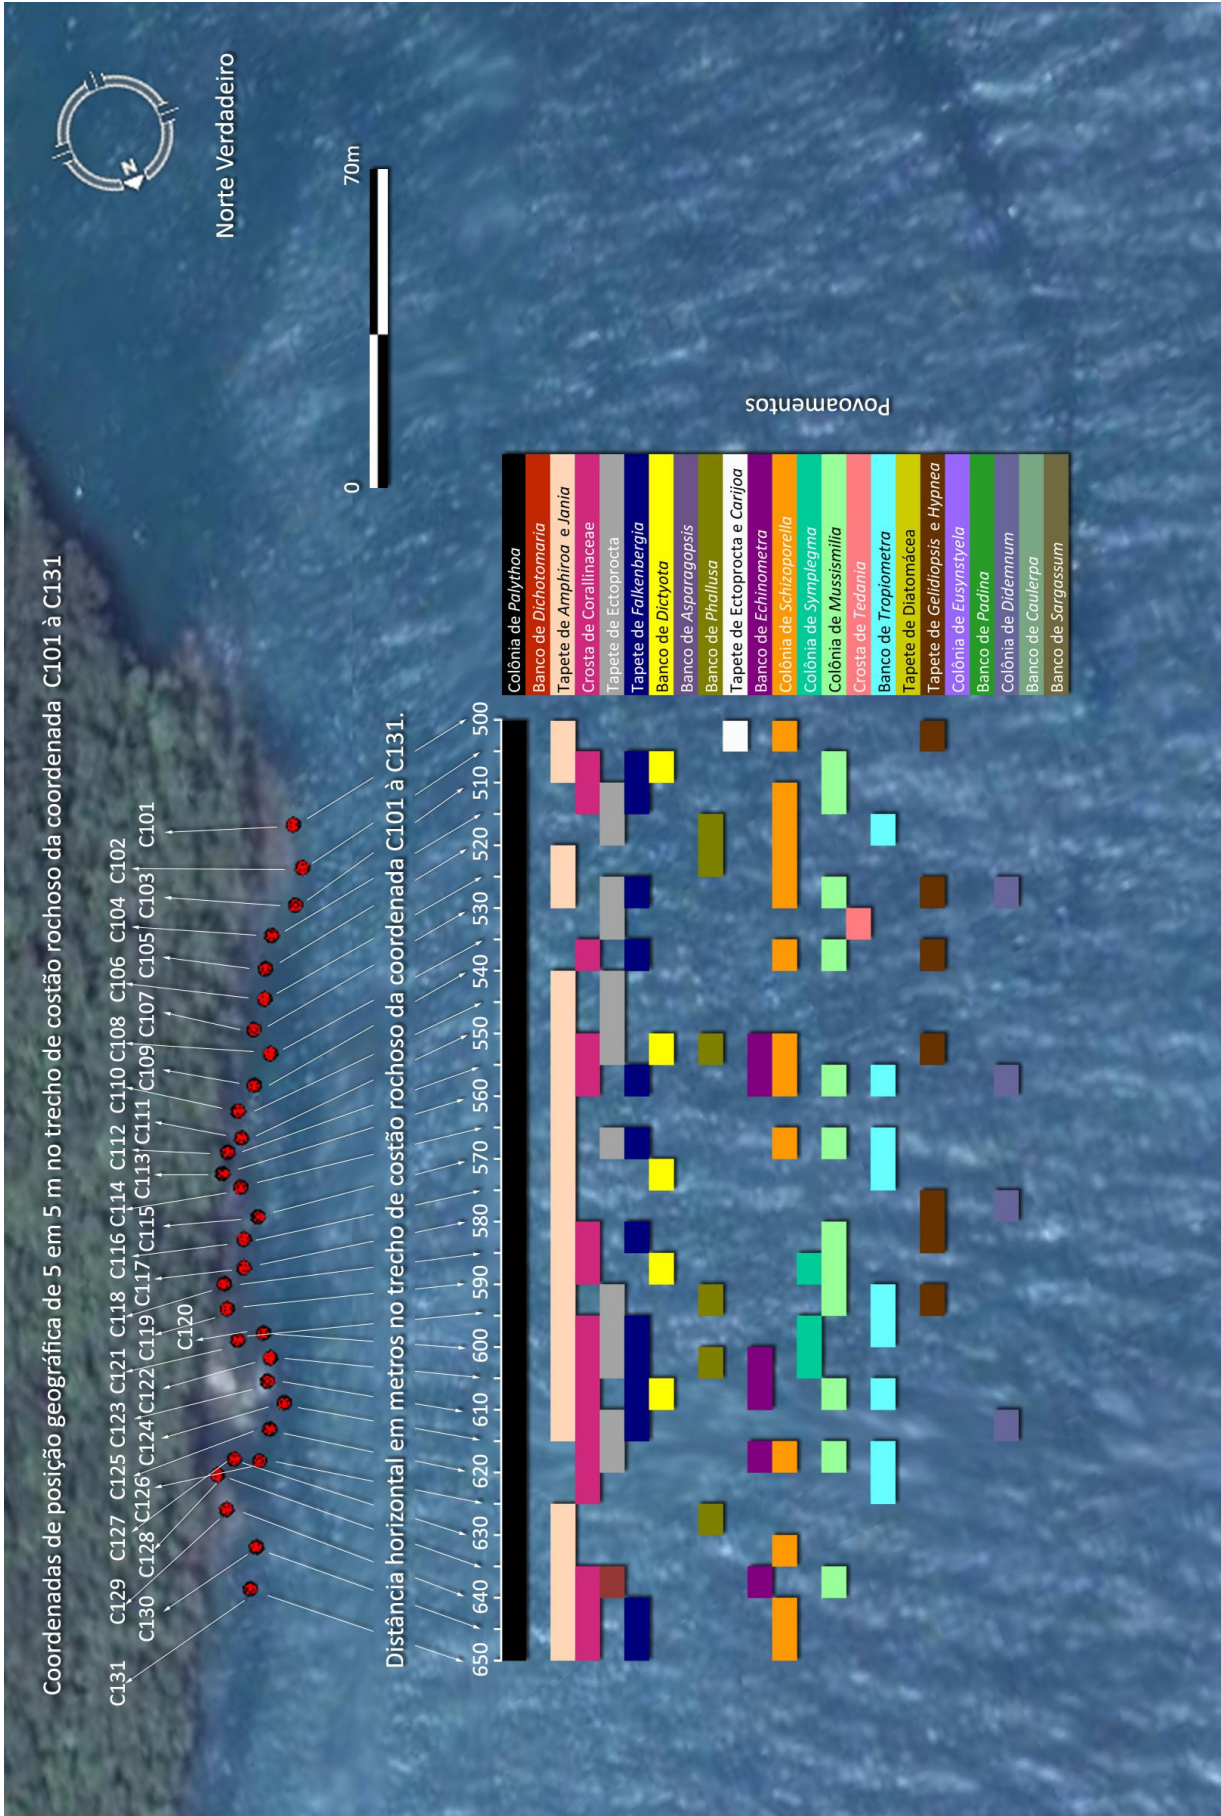 Coordenadas de posição geográfica de 5 em 5 m no trecho de costão rochoso da coordenada C101 à C131
C131 C129 C127 C125 C123 C121 C118 C116 C114 C112 C110 C108 C106 C104 C102
C130 C128 C126 C124 C122 C119 C117 C115 C113 C111 C109 C107 C105 C103 C101
C120
N
Norte Verdadeiro
0 70m
Distância horizontal em metros no trecho de costão rochoso da coordenada C101 à C131.
650 640 630 620 610 600 590 580 570 560 550 540 530 520 510 500
Colônia de Palythoa
Banco de Dichotomaria
Tapete de Amphiroa e Jania
Crosta de Corallinaceae
Tapete de Ectoprocta
Tapete de Falkenbergia
Banco de Dictyota
Banco de Asparagopsis
Banco de Phallusa
Tapete de Ectoprocta e Carijoa
Banco de Echinometra
Colônia de Schizoporella
Colônia de Symplegma
Colônia de Mussismilia
Crosta de Tedania
Banco de Tropiometra
Tapete de Diatomácea
Tapete de Gelidiopsis e Hypnea
Colônia de Eusynstyela
Banco de Padina
Colônia de Didemnum
Banco de Caulerpa
Banco de Sargassum
Povoamentos